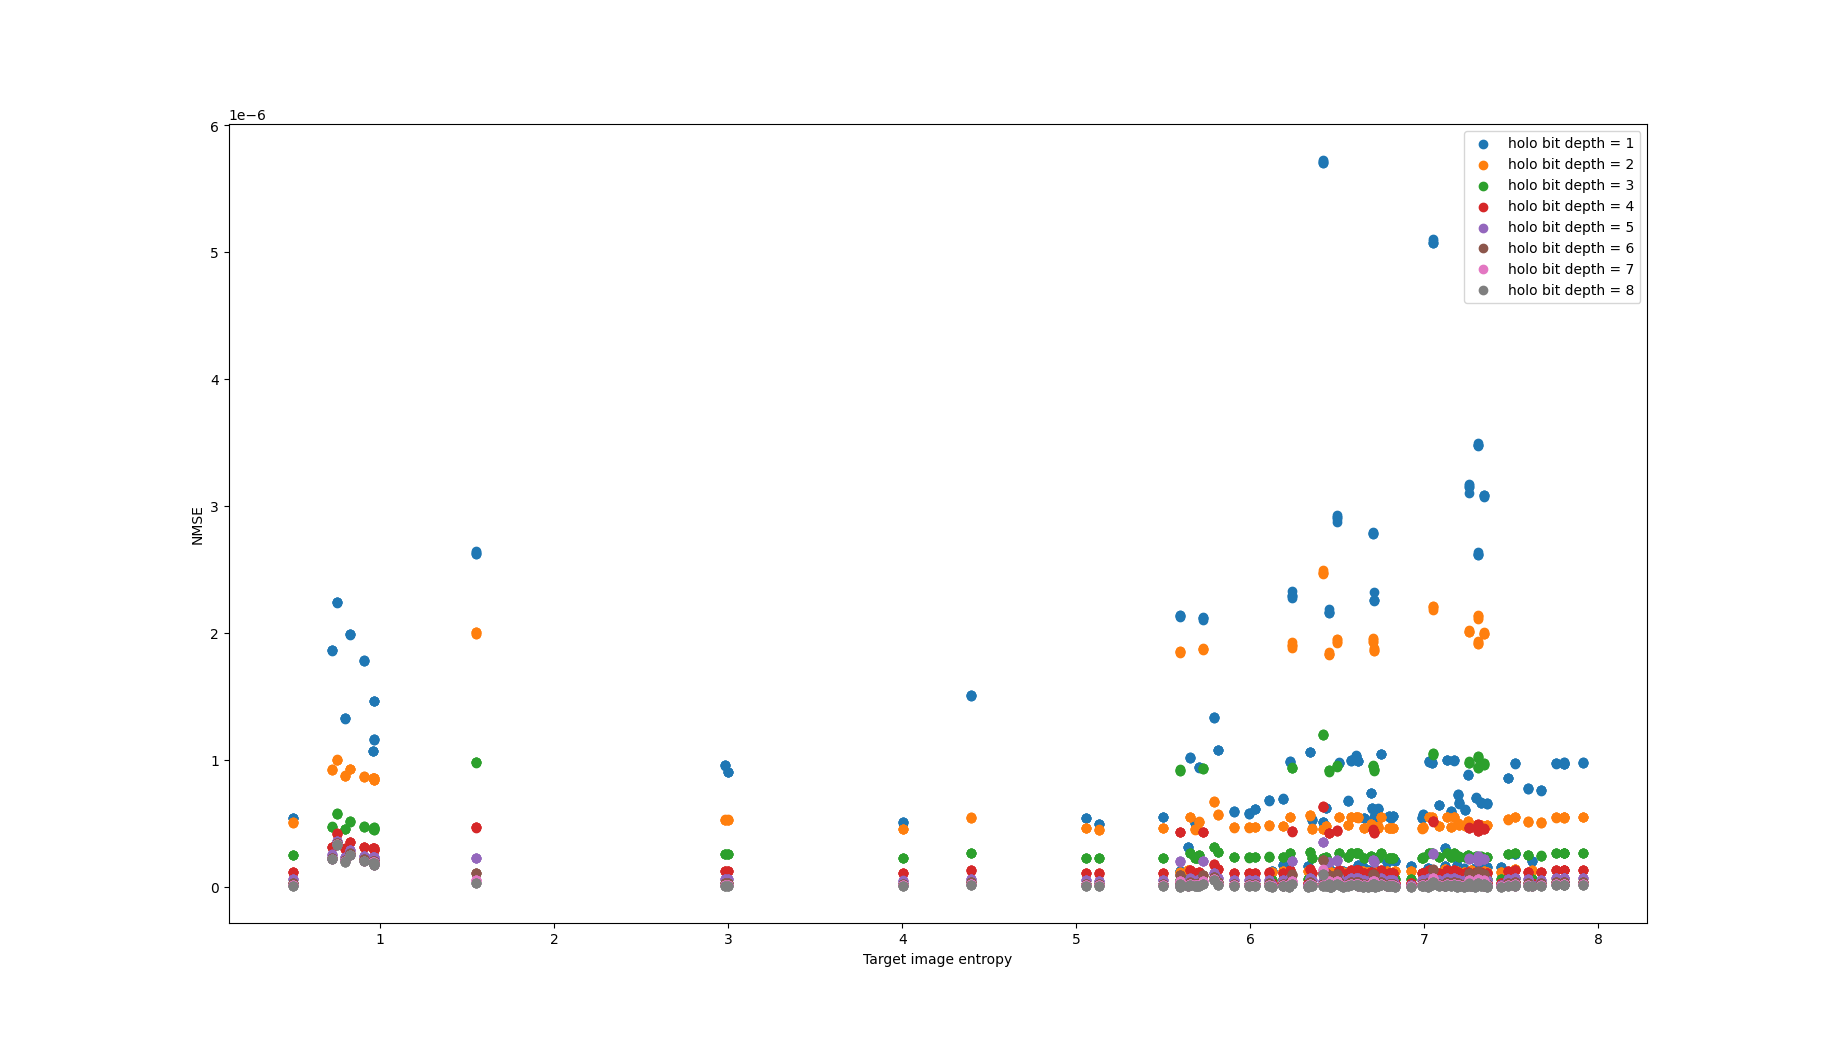 1e−6
6
5
4
3
2
1
0
NMSE
holo bit depth = 1
holo bit depth = 2
holo bit depth = 3
holo bit depth = 4
holo bit depth = 5
holo bit depth = 6
holo bit depth = 7
holo bit depth = 8
1 2 3 4 5 6 7 8
Target image entropy